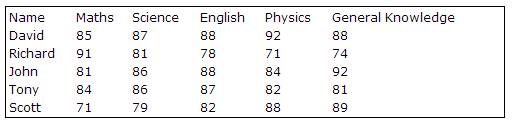 Name Maths Science English Physics General Knowledge
David 85 87 88 92 88
Richard 91 81 78 71 74
John 81 86 88 84 92
Tony 84 86 87 82 81
Scott 71 79 82 88 89